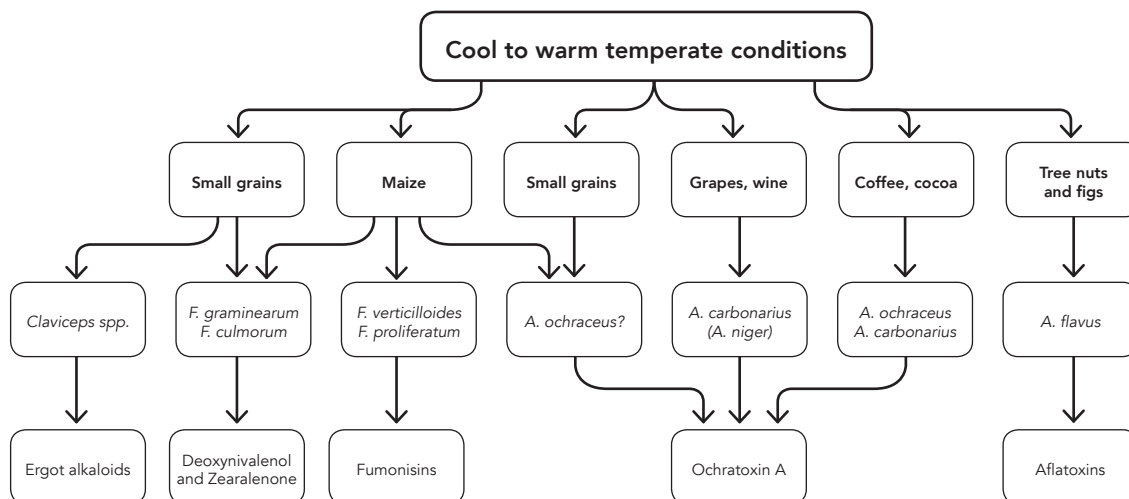 Cool to warm temperate conditions
Small grains
Maize
Small grains
Grapes, wine
Coffee, cocoa
Tree nuts
and figs
Claviceps spp.
F. graminearum
F. culmorum
F. verticilloides
F. proliferatum
A. ochraceus?
A. carbonarius
(A. niger)
A. ochraceus
A. carbonarius
A. flavus
Ergot alkaloids
Deoxynivalenol
and Zearalenone
Fumonisins
Ochratoxin A
Aflatoxins